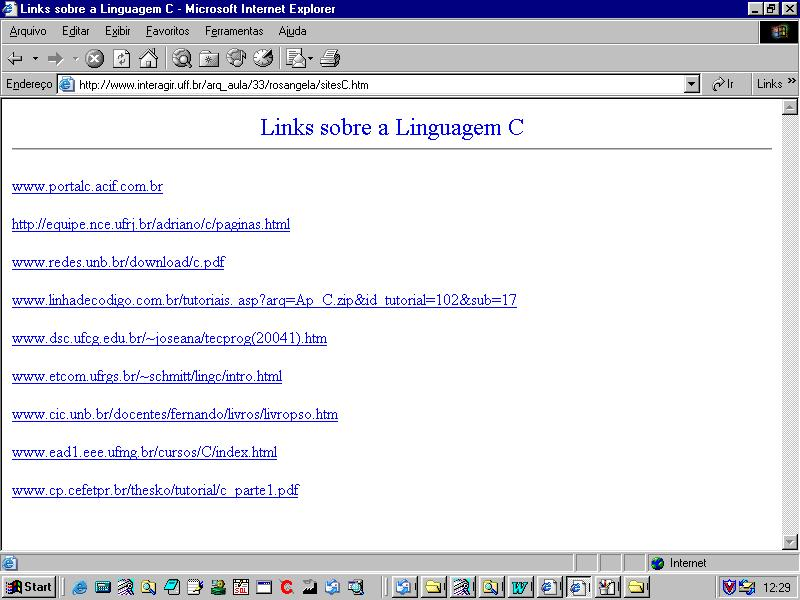 Links sobre a Linguagem C - Microsoft Internet Explorer
Arquivo Editar Exibir Favoritos Ferramentas Ajuda
Endereço http://www.interagir.uff.br/arq_aula/33/rosangela/sitesC.htm Ir Links »
Links sobre a Linguagem C
www.portalc.acif.com.br
http://equipe.nce.ufrj.br/adriano/c/paginas.html
www.redes.unb.br/download/c.pdf
www.linhadecodigo.com.br/tutoriais. asp?arq=Ap_C.zip&id_tutorial=102&sub=17
www.dsc.ufcg.edu.br/~joseana/tecprog(20041).htm
www.etcom.ufrgs.br/~schmitt/lingc/intro.html
www.cic.unb.br/docentes/fernando/livros/livropso.htm
www.ead1.eee.ufmg.br/cursos/C/index.html
www.cp.cefetpr.br/thesko/tutorial/c_parte1.pdf
Internet
Start 12:29